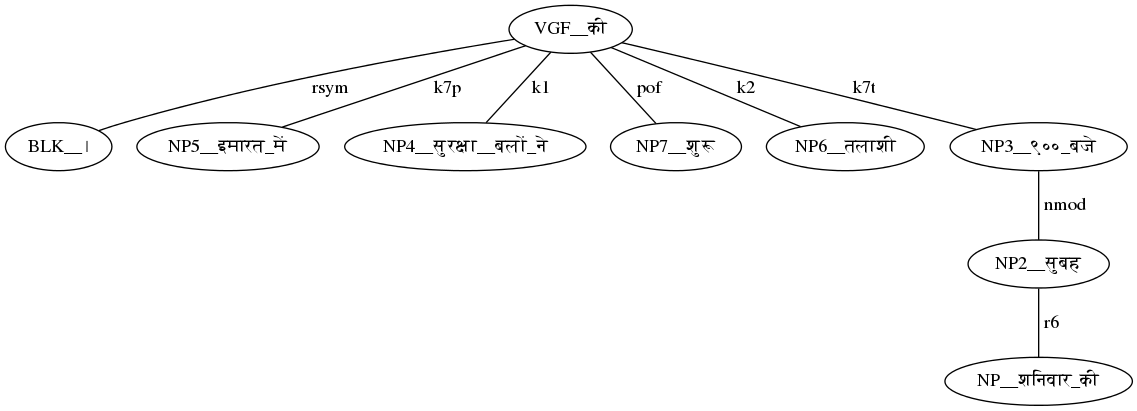 VGF__की
rsym k7p k1 pof k2 k7t
BLK__। NP5__इमारत_में NP4__सुरक्षा__बलों_ने NP7__शुरू NP6__तलाशी NP3__९००_बजे
nmod
NP2__सुबह
r6
NP__शनिवार_की